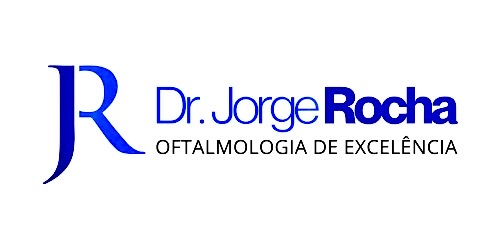 JR
Dr. Jorge Rocha
OFTALMOLOGIA DE EXCELÊNCIA